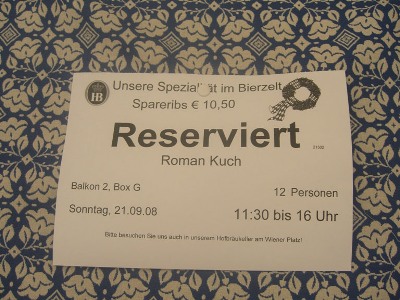 HB
Unsere Spezialität im Bierzelt
Spareribs € 10,50
Reserviert
Roman Kuch
Balkon 2, Box G
12 Personen
Sonntag, 21.09.08
11:30 bis 16 Uhr
Bitte besuchen Sie uns auch in unserem Hofbräukeller am Wiener Platz!